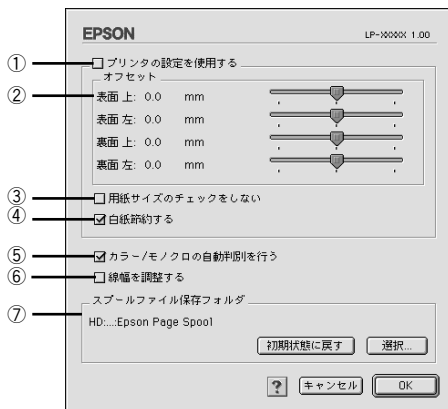 EPSON LP-XXXXX 1.00
① プリンタの設定を使用する
オフセット
② 表面 上: 0.0 mm
表面 左: 0.0 mm
裏面 上: 0.0 mm
裏面 左: 0.0 mm
③ 用紙サイズのチェックをしない
④ 白紙節約する
⑤ カラー/モノクロの自動判別を行う
⑥ 線幅を調整する
⑦ スプールファイル保存フォルダ
HD:...:Epson Page Spool
初期状態に戻す 選択...
? キャンセル OK